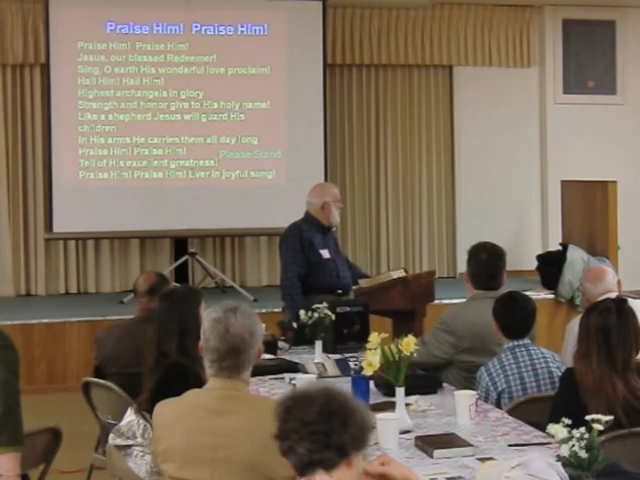 Praise Him! Praise Him!
Praise Him! Praise Him!
Jesus, our blessed Redeemer!
Sing, O earth His wonderful love proclaim!
Hail Him! Hail Him!
Highest archangels in glory
Strength and honor give to His holy name!
Like a shepherd Jesus will guard His
children
In His arms He carries them all day long
Praise Him! Praise Him!
Please Stand
Tell of His excellent greatness!
Praise Him! Praise Him! Ever in joyful song!